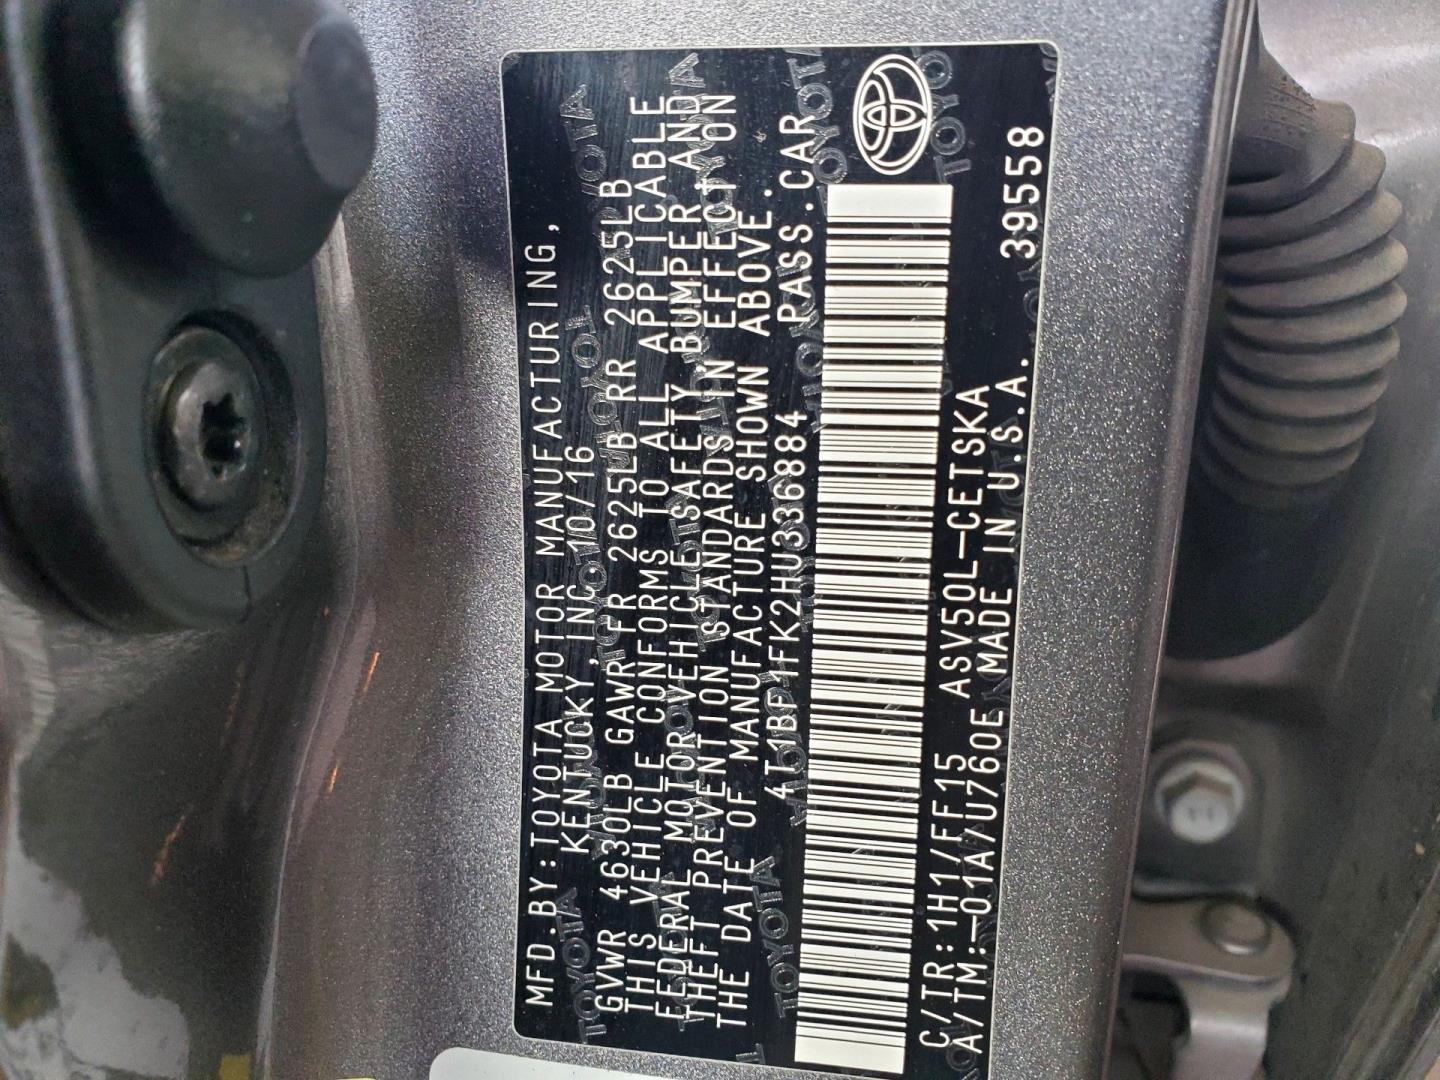 MFD.BY:TOYOTA MOTOR MANUFACTURING,
KENTUCKY,INC.10/16
GVWR 4630LB GAWR FR 2625LB RR 2625LB
THIS VEHICLE CONFORMS TO ALL APPLICABLE
FEDERAL MOTOR VEHICLE SAFETY,BUMPER AND
THEFT PREVENTION STANDARDS IN EFFECT ON
THE DATE OF MANUFACTURE SHOWN ABOVE.
4T1BF1FK2HU336884 PASS.CAR
C/TR:1H1/FF15 ASV50L-CETSKA
A/TM:-01A/U760E MADE IN U.S.A. 39558